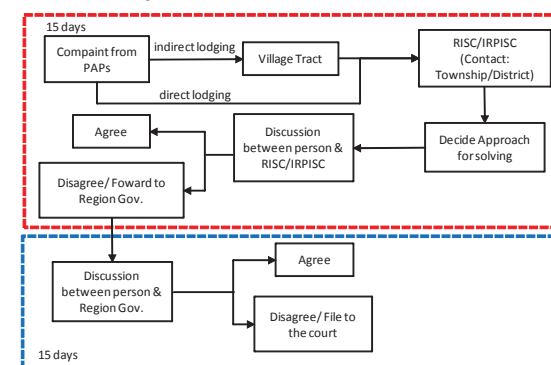 15 days
Compaint from
PAPs
indirect lodging
direct lodging
Village Tract
RISC/IRPISC
(Contact:
Township/District)
Decide Approach
for solving
Discussion
between person &
RISC/IRPISC
Agree
Disagree/ Foward to
Region Gov.
Discussion
between person &
Region Gov.
Agree
Disagree/ File to
the court
15 days